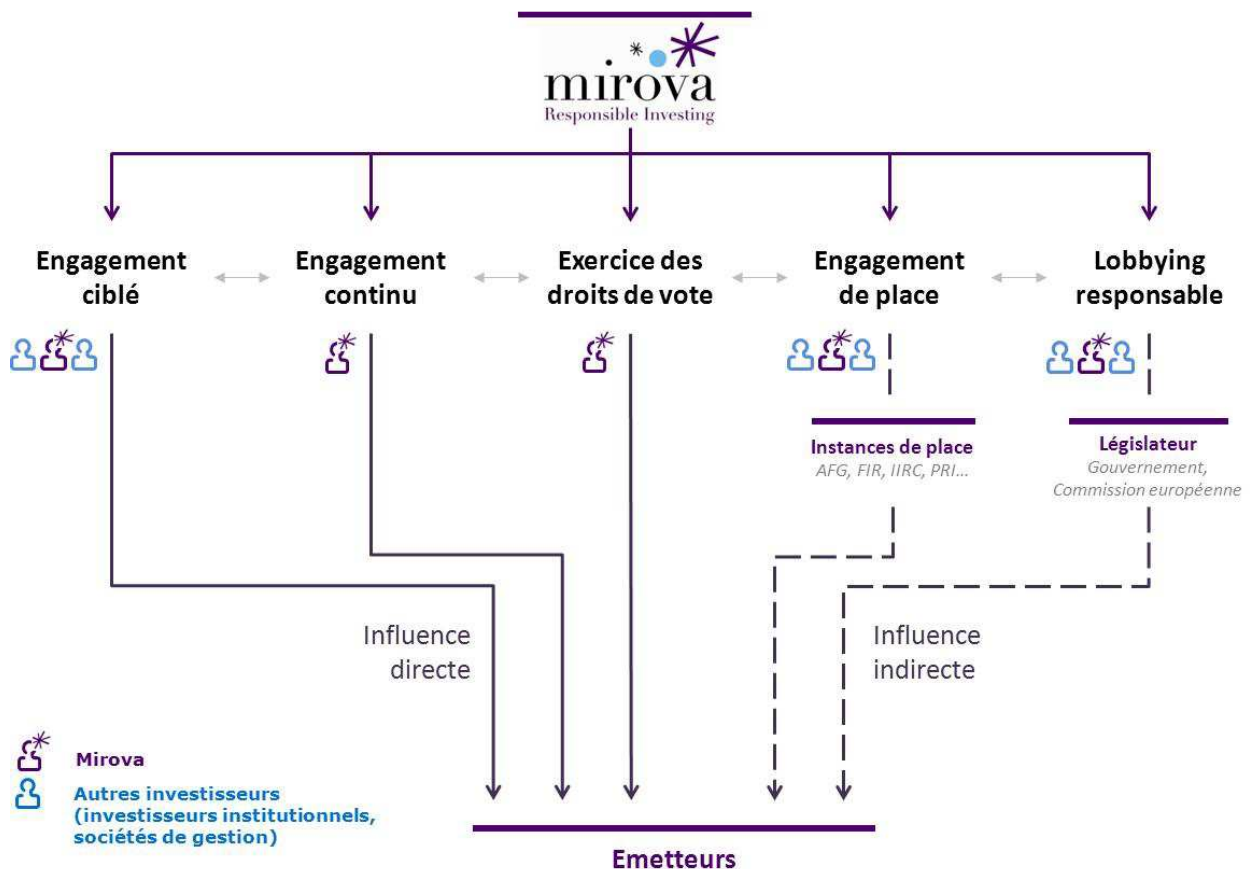 mirova
Responsible Investing
Engagement
ciblé
Engagement
continu
Exercice des
droits de vote
Engagement
de place
Lobbying
responsable
Instances de place
AFG, FIR, IIRC, PRI...
Législateur
Gouvernement,
Commission européenne
Influence
directe
Influence
indirecte
Mirova
Autres investisseurs
(investisseurs institutionnels,
sociétés de gestion)
Emetteurs